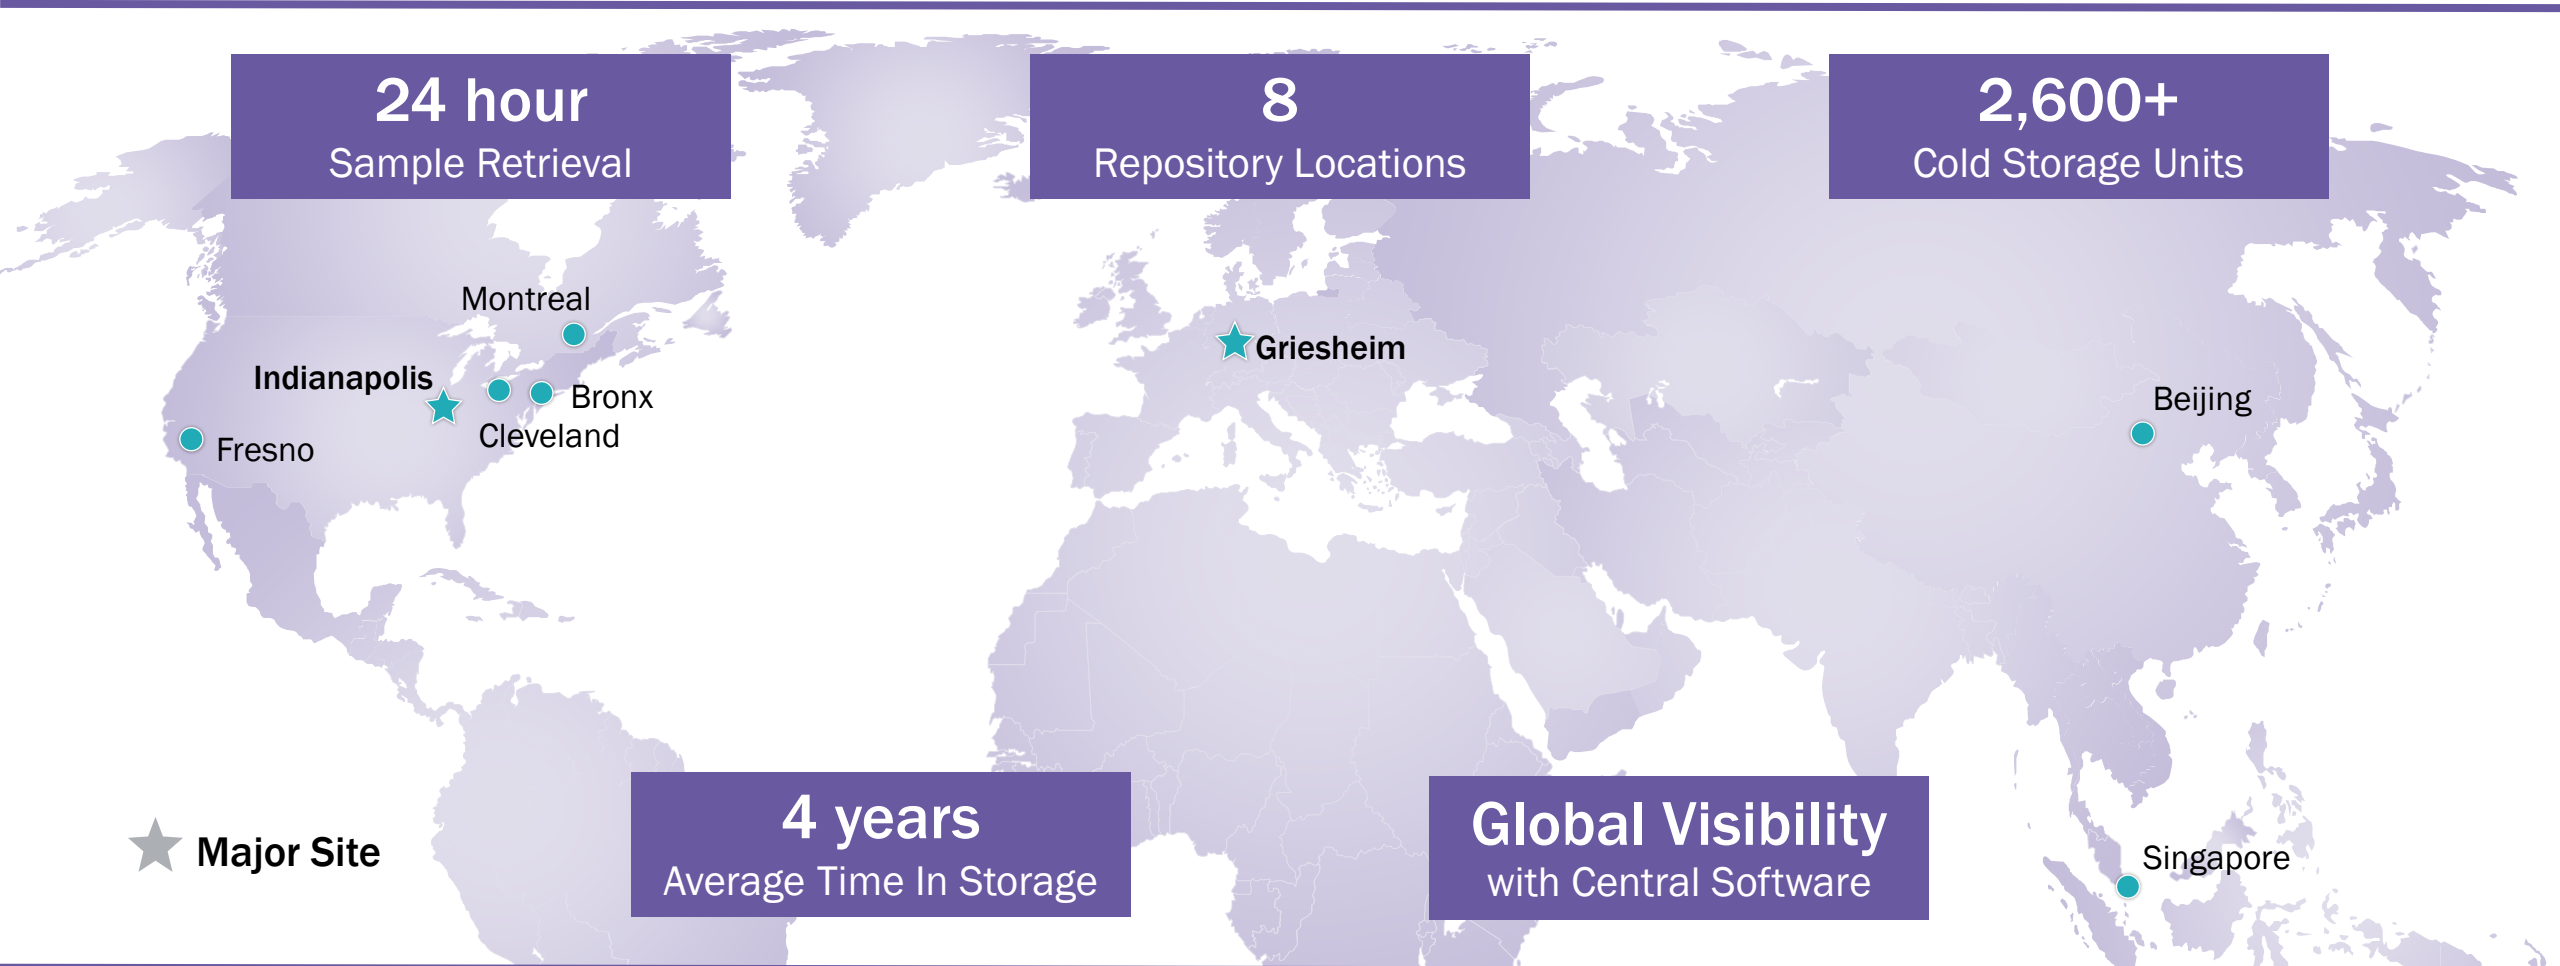 24 hour
Sample Retrieval
8
Repository Locations
2,600+
Cold Storage Units
Montreal
Indianapolis
Bronx
Cleveland
Fresno
Griesheim
Beijing
4 years
Average Time In Storage
Global Visibility
with Central Software
Major Site
Singapore